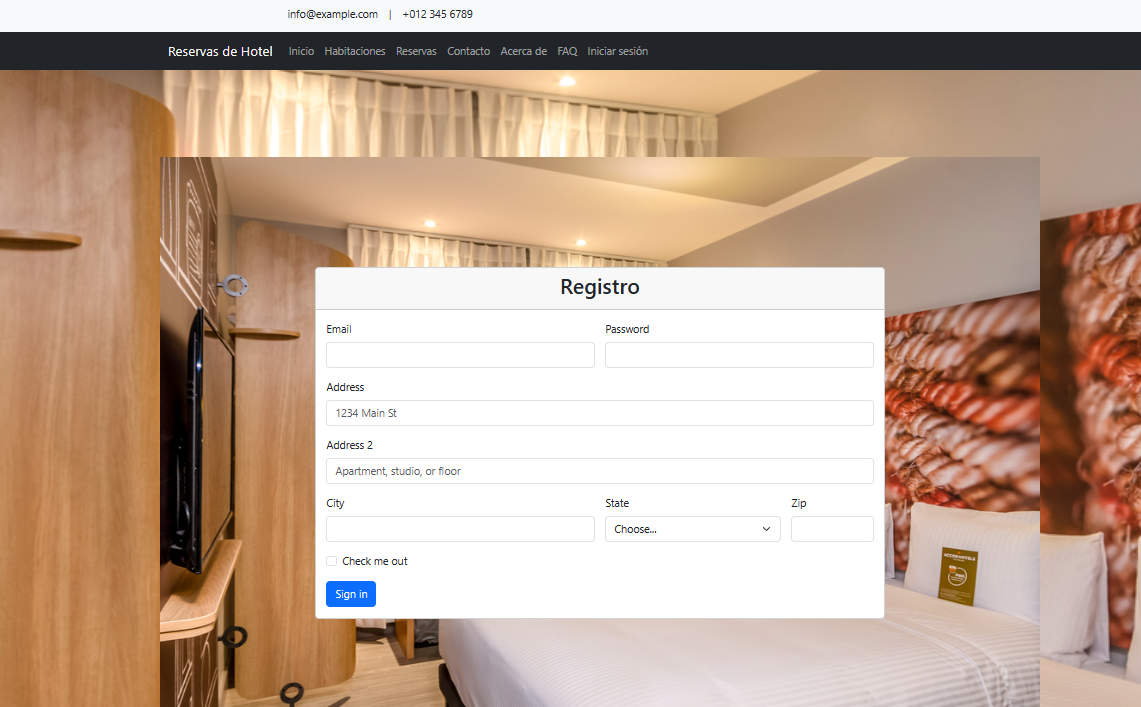 info@example.com | +012 345 6789
Reservas de Hotel Inicio Habitaciones Reservas Contacto Acerca de FAQ Iniciar sesión
Registro
Email Password
Address
1234 Main St
Address 2
Apartment, studio, or floor
City State Zip
Choose...
Check me out
Sign in
ACCORHOTELS